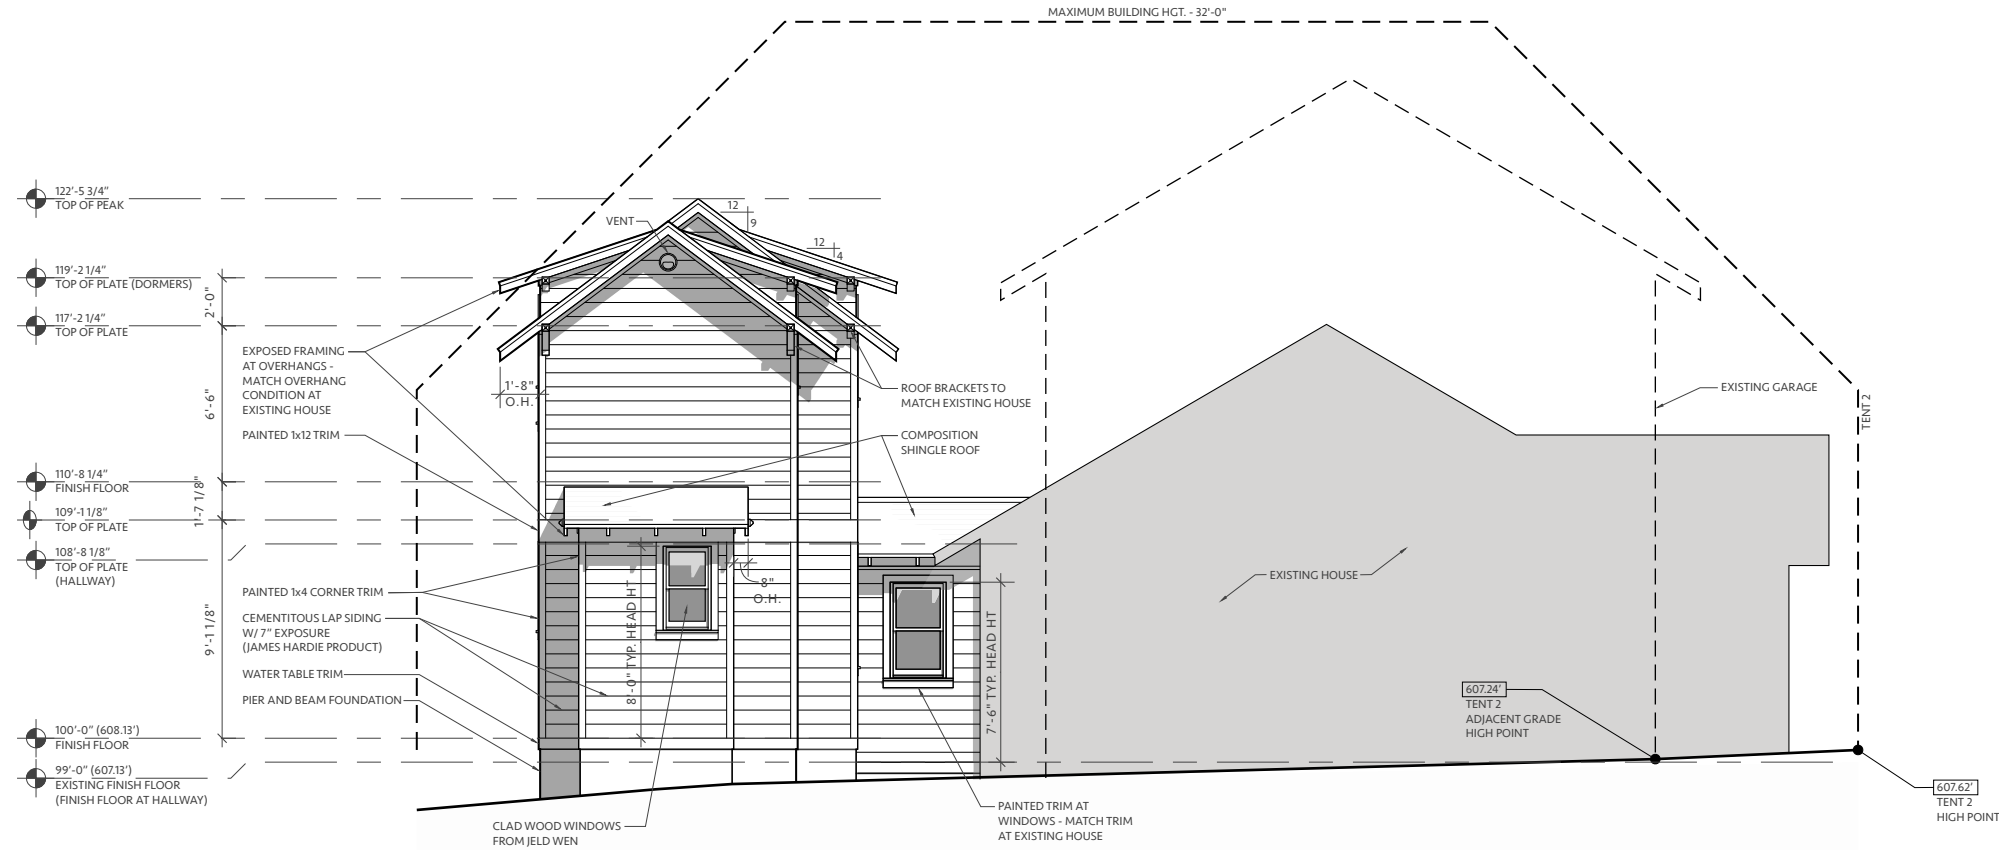 MAXIMUM BUILDING HGT. - 32'-0"
122'-5 3/4"
TOP OF PEAK
119'-2 1/4"
TOP OF PLATE (DORMERS)
117'-2 1/4"
TOP OF PLATE
110'-8 1/4"
FINISH FLOOR
109'-1 1/8"
TOP OF PLATE
108'-8 1/8"
TOP OF PLATE
(HALLWAY)
100'-0" (608.13')
FINISH FLOOR
99'-0" (607.13')
EXISTING FINISH FLOOR
(FINISH FLOOR AT HALLWAY)
2'-0"
6'-6"
1'-7 1/8"
9'-1 1/8"
EXPOSED FRAMING
AT OVERHANGS -
MATCH OVERHANG
CONDITION AT
EXISTING HOUSE
PAINTED 1x12 TRIM
PAINTED 1x4 CORNER TRIM
CEMENTITOUS LAP SIDING
W/ 7" EXPOSURE
(JAMES HARDIE PRODUCT)
WATER TABLE TRIM
PIER AND BEAM FOUNDATION
VENT
12
9
12
4
1'-8"
O.H.
8"
O.H.
8'-0" TYP. HEAD HT
7'-6" TYP. HEAD HT
ROOF BRACKETS TO
MATCH EXISTING HOUSE
COMPOSITION
SHINGLE ROOF
CLAD WOOD WINDOWS
FROM JELD WEN
PAINTED TRIM AT
WINDOWS - MATCH TRIM
AT EXISTING HOUSE
EXISTING HOUSE
EXISTING GARAGE
TENT 2
607.24'
TENT 2
ADJACENT GRADE
HIGH POINT
607.62'
TENT 2
HIGH POINT